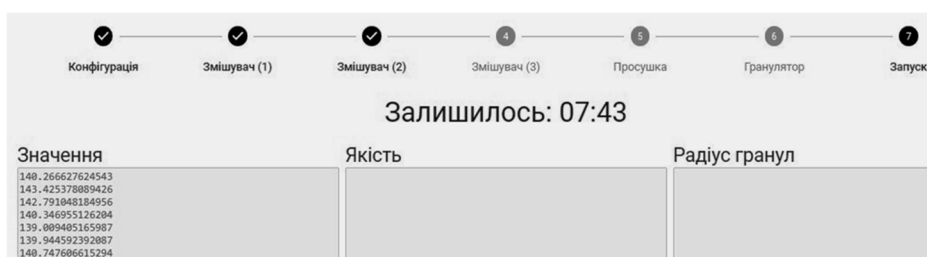 4 5 6 7
Конфігурація Змішувач (1) Змішувач (2) Змішувач (3) Просушка Гранулятор Запуск
Залишилось: 07:43
Значення Якість Радіус гранул
140.266627624543
143.425378089426
142.791048184956
140.346955126204
139.009405165987
139.944592392087
140.747606615294